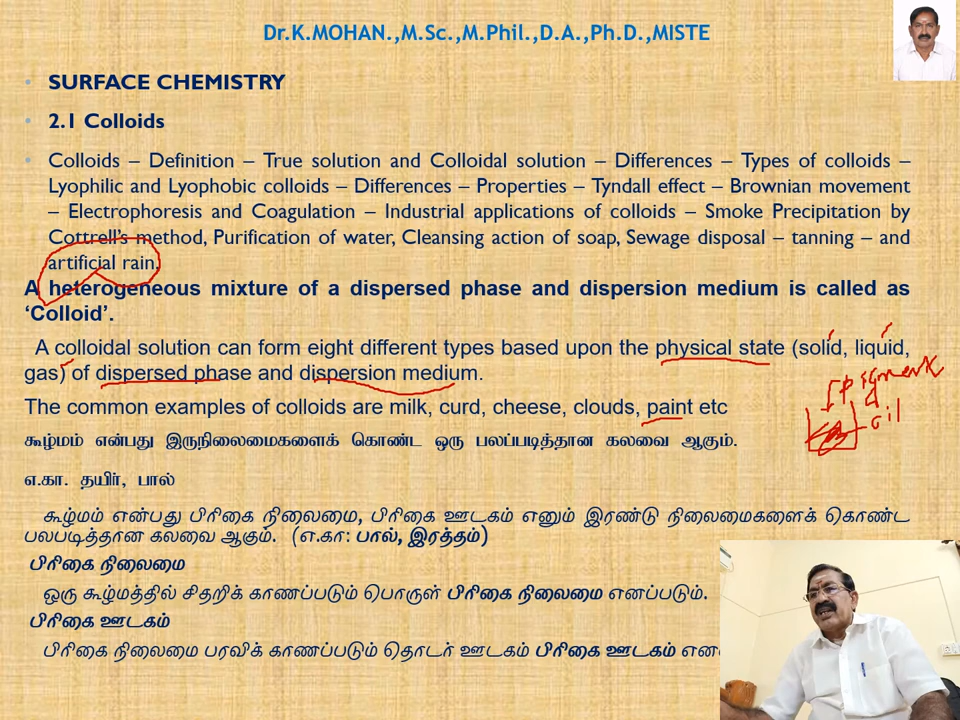 Dr.K.MOHAN.,M.Sc.,M.Phil.,D.A.,Ph.D.,MISTE
• SURFACE CHEMISTRY
• 2.1 Colloids
• Colloids – Definition – True solution and Colloidal solution – Differences – Types of colloids –
Lyophilic and Lyophobic colloids – Differences – Properties – Tyndall effect – Brownian movement
– Electrophoresis and Coagulation – Industrial applications of colloids – Smoke Precipitation by
Cottrell's method, Purification of water, Cleansing action of soap, Sewage disposal – tanning – and
artificial rain.
A heterogeneous mixture of a dispersed phase and dispersion medium is called as
‘Colloid’.
A colloidal solution can form eight different types based upon the physical state (solid, liquid,
gas) of dispersed phase and dispersion medium.
The common examples of colloids are milk, curd, cheese, clouds, paint etc
oil
கூழ்மம் என்பது இருநிலைமைகளைக் கொண்ட ஒரு பலப்படித்தான கலவை ஆகும்.
எ.கா. தயிர், பால்
கூழ்மம் என்பது பிரிகை நிலைமை, பிரிகை ஊடகம் எனும் இரண்டு நிலைமைகளைக் கொண்ட
பலபடித்தான கலவை ஆகும். (எ.கா: பால், இரத்தம்)
பிரிகை நிலைமை
ஒரு கூழ்மத்தில் சிதறிக் காணப்படும் பொருள் பிரிகை நிலைமை எனப்படும்.
பிரிகை ஊடகம்
பிரிகை நிலைமை பரவிக் காணப்படும் தொடர் ஊடகம் பிரிகை ஊடகம்